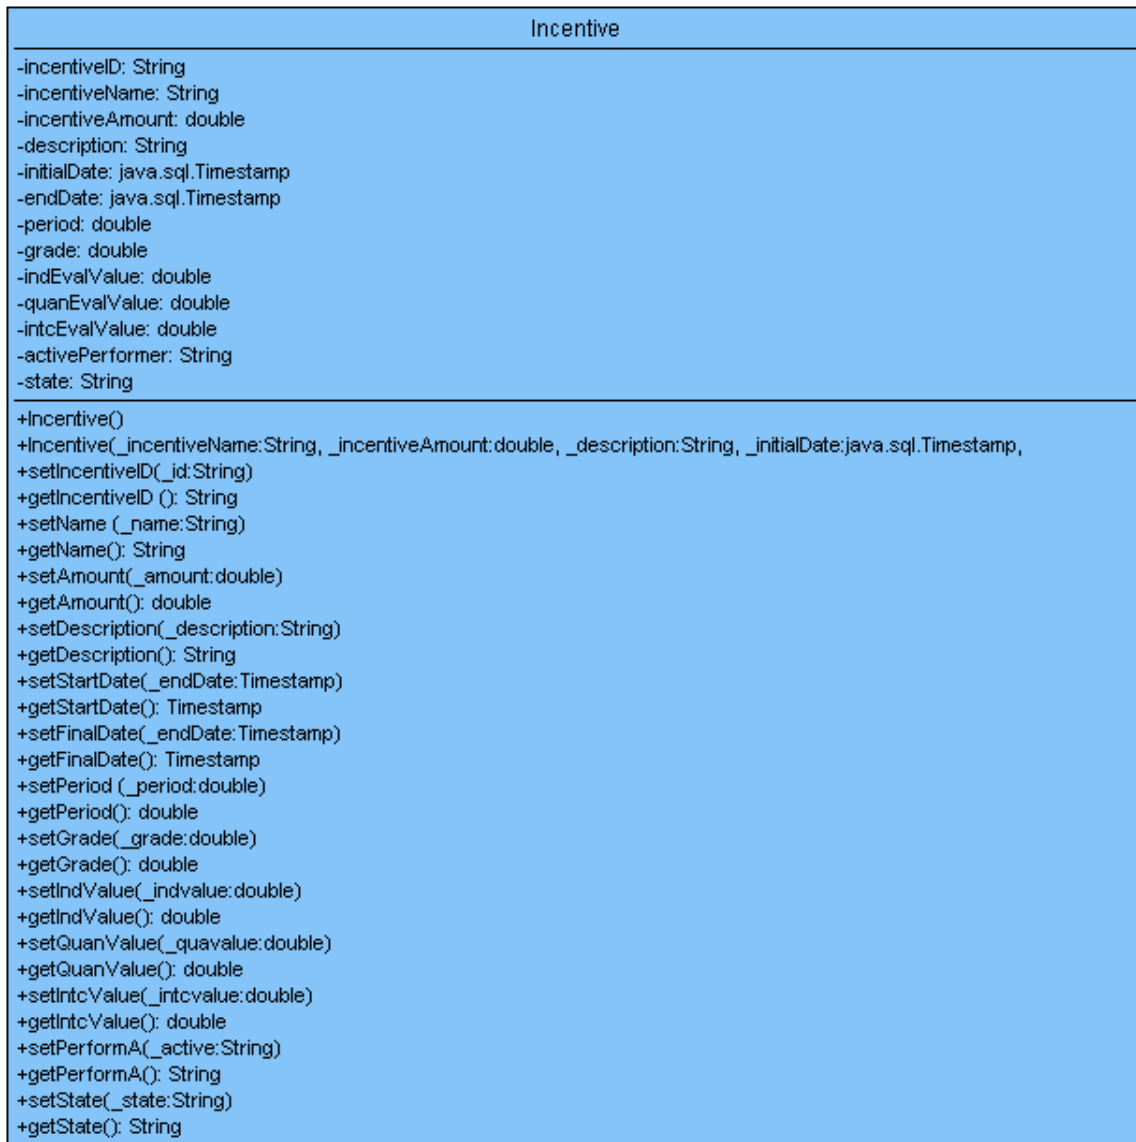 Incentive
-incentiveID: String
-incentiveName: String
-incentiveAmount: double
-description: String
-initialDate: java.sql.Timestamp
-endDate: java.sql.Timestamp
-period: double
-grade: double
-indEvalValue: double
-quanEvalValue: double
-intcEvalValue: double
-activePerformer: String
-state: String
+Incentive()
+Incentive(_incentiveName:String, _incentiveAmount:double, _description:String, _initialDate:java.sql.Timestamp,
+setIncentiveID(_id:String)
+getIncentiveID (): String
+setName (_name:String)
+getName(): String
+setAmount(_amount:double)
+getAmount(): double
+setDescription(_description:String)
+getDescription(): String
+setStartDate(_endDate:Timestamp)
+getStartDate(): Timestamp
+setFinalDate(_endDate:Timestamp)
+getFinalDate(): Timestamp
+setPeriod (_period:double)
+getPeriod(): double
+setGrade(_grade:double)
+getGrade(): double
+setIndValue(_indvalue:double)
+getIndValue(): double
+setQuanValue(_quavalue:double)
+getQuanValue(): double
+setIntcValue(_intcvalue:double)
+getIntcValue(): double
+setPerformA(_active:String)
+getPerformA(): String
+setState(_state:String)
+getState(): String